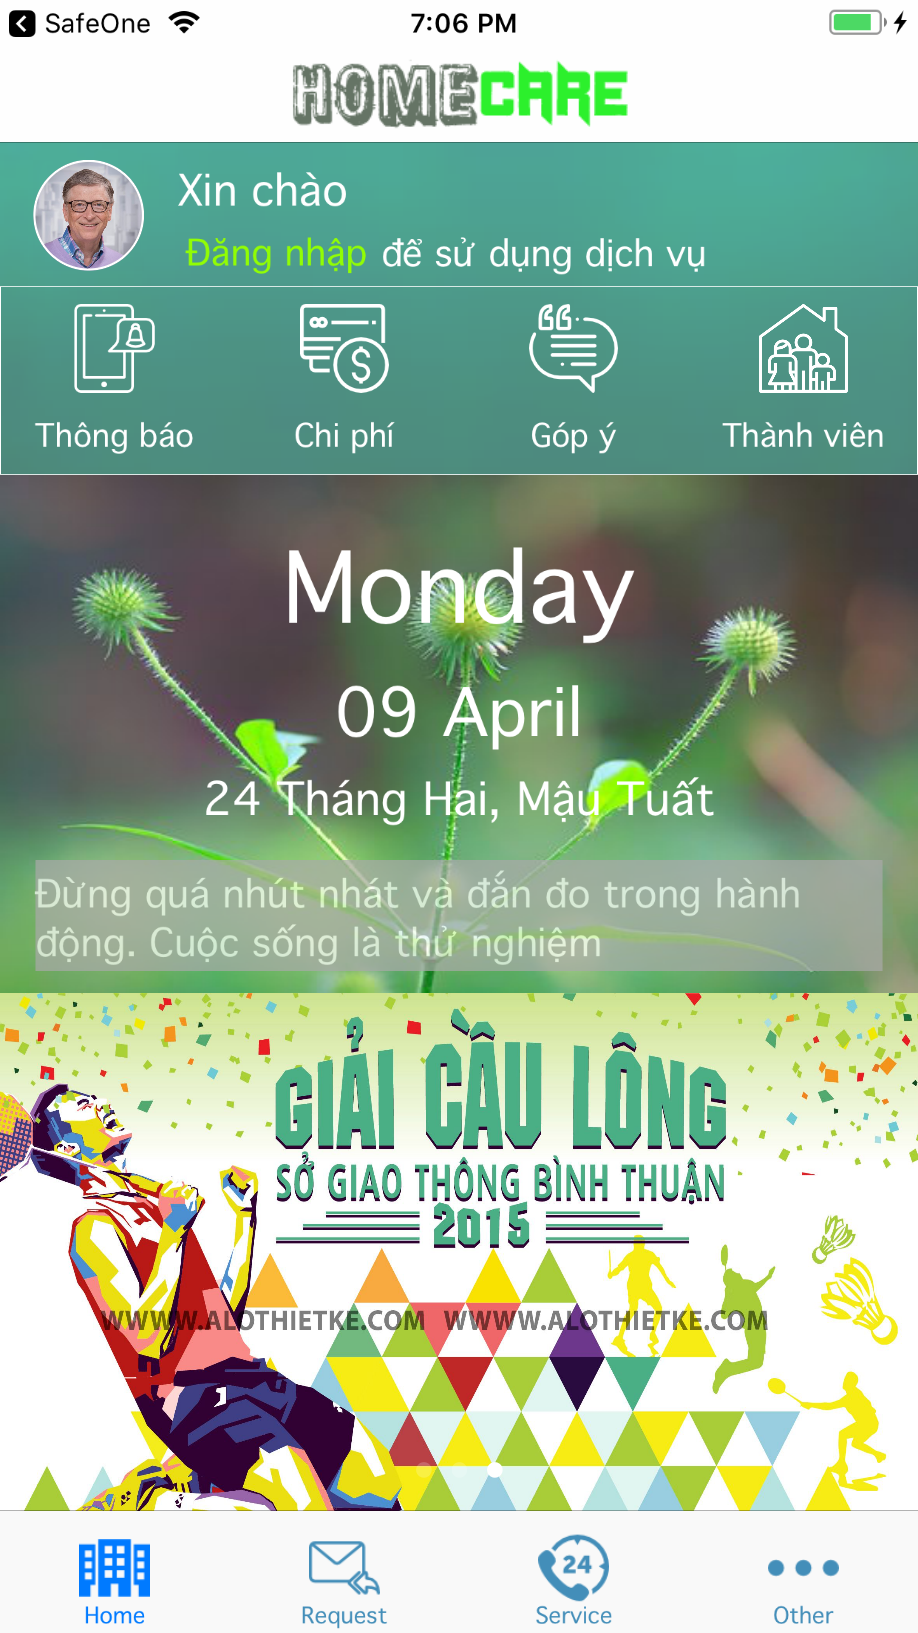 SafeOne 7:06 PM
HOMECARE
Xin chào
Đăng nhập để sử dụng dịch vụ
Thông báo Chi phí Góp ý Thành viên
Monday
09 April
24 Tháng Hai, Mậu Tuất
Đừng quá nhút nhát và đắn đo trong hành
động. Cuộc sống là thử nghiệm
GIẢI CẦU LÔNG
SỞ GIAO THÔNG BÌNH THUẬN
2015
WWW.ALOTHIETKE.COM WWW.ALOTHIETKE.COM
24
Home Request Service Other